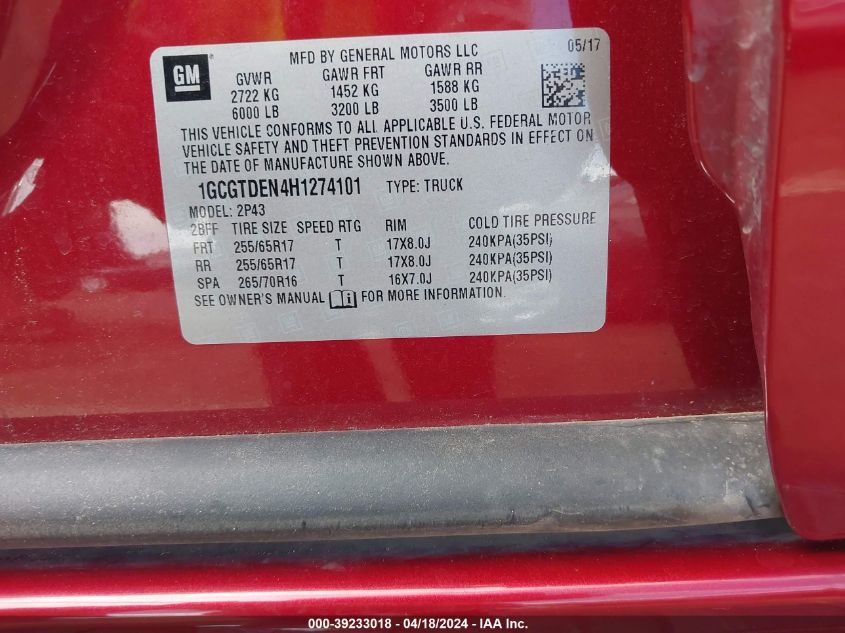 GM
MFD BY GENERAL MOTORS LLC 05/17
GVWR GAWR FRT GAWR RR
2722 KG 1452 KG 1588 KG
6000 LB 3200 LB 3500 LB
THIS VEHICLE CONFORMS TO ALL APPLICABLE U.S. FEDERAL MOTOR
VEHICLE SAFETY AND THEFT PREVENTION STANDARDS IN EFFECT ON
THE DATE OF MANUFACTURE SHOWN ABOVE.
1GCGTDEN4H1274101 TYPE: TRUCK
MODEL: 2P43
2BFF TIRE SIZE SPEED RTG RIM COLD TIRE PRESSURE
FRT 255/65R17 T 17X8.0J 240KPA(35PSI)
RR 255/65R17 T 17X8.0J 240KPA(35PSI)
SPA 265/70R16 T 16X7.0J 240KPA(35PSI)
SEE OWNER'S MANUAL i FOR MORE INFORMATION.
000-39233018 - 04/18/2024 - WWW.IAAI.COM